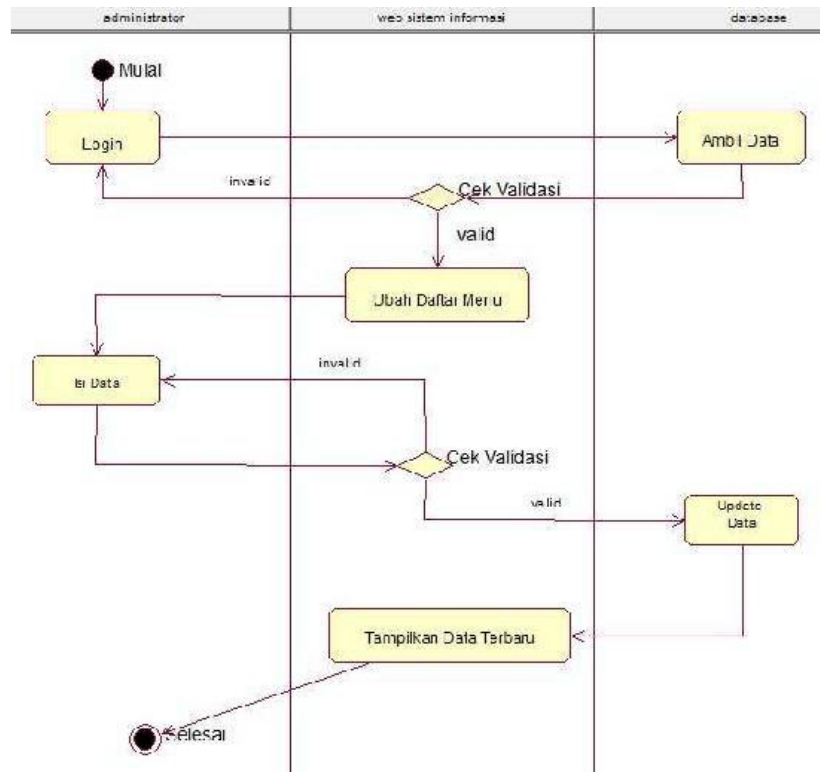 administrator
web sistem informasi
database
Mulai
Login
Ambil Data
invalid
Cek Validasi
valid
Ubah Daftar Menu
invalid
Isi Data
Cek Validasi
valid
Update
Data
Tampilkan Data Terbaru
Selesai